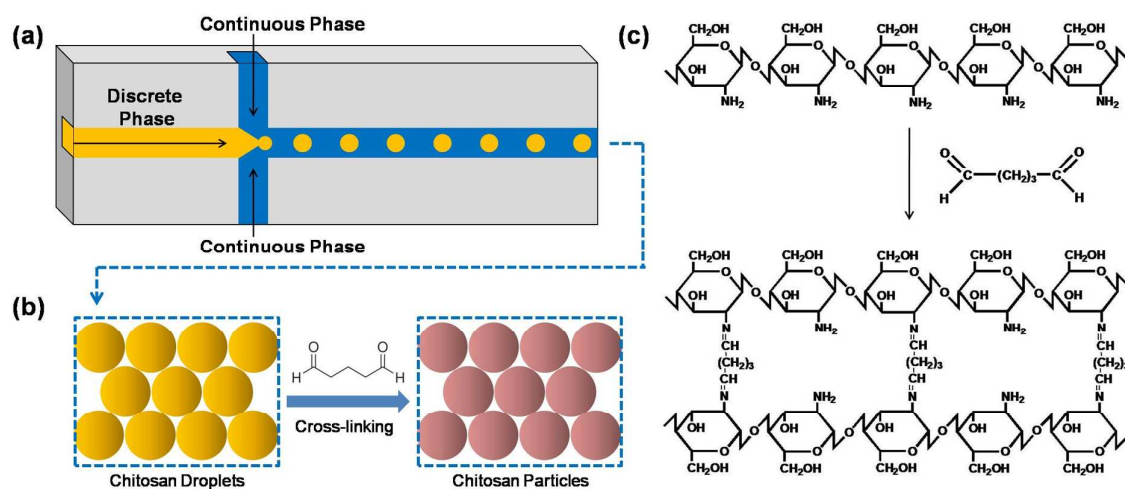 (a)
Continuous Phase
Discrete
Phase
Continuous Phase
(b)
O O
H H
Cross-linking
Chitosan Droplets
Chitosan Particles
(c)
CH₂OH CH₂OH CH₂OH CH₂OH CH₂OH
O O O O O
OH OH OH OH OH
O O O O
NH₂ NH₂ NH₂ NH₂ NH₂
O O
C (CH₂)₃ C
H H
CH₂OH CH₂OH CH₂OH CH₂OH CH₂OH
O O O O O
OH OH OH OH OH
O O O O
N NH₂ N NH₂ N
CH CH CH
(CH₂)₃ (CH₂)₃ (CH₂)₃
CH CH CH
N NH₂ N NH₂ N
OH OH OH OH OH
O O O O
O O O O O
CH₂OH CH₂OH CH₂OH CH₂OH CH₂OH